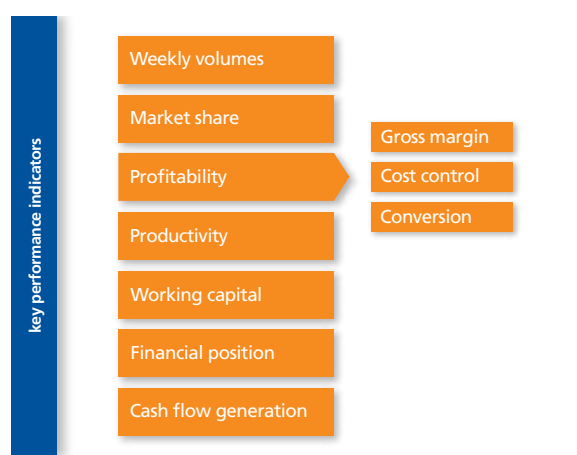 key performance indicators
Weekly volumes
Market share
Profitability
Gross margin
Cost control
Conversion
Productivity
Working capital
Financial position
Cash flow generation